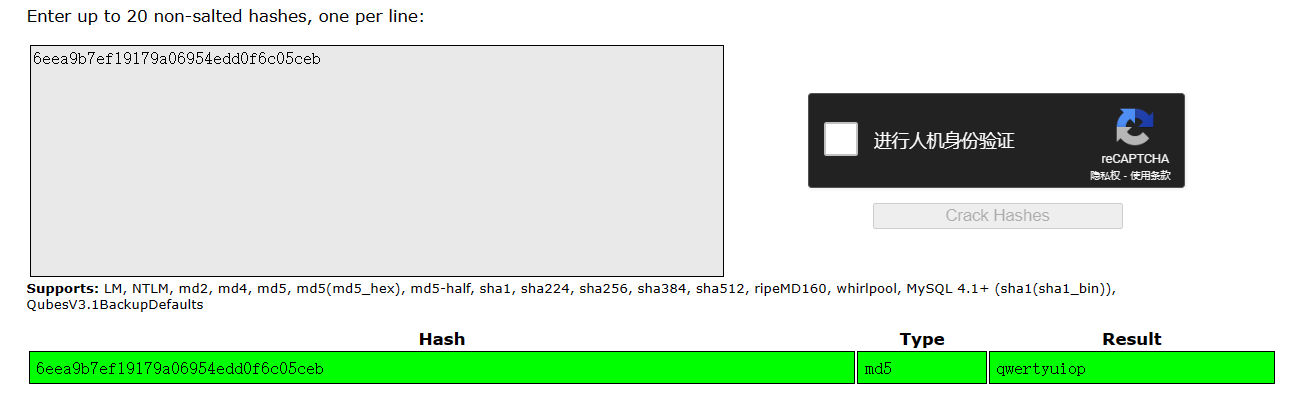 Enter up to 20 non-salted hashes, one per line:
6eea9b7ef19179a06954edd0f6c05ceb
进行人机身份验证
reCAPTCHA
隐私权 - 使用条款
Crack Hashes
Supports: LM, NTLM, md2, md4, md5, md5(md5_hex), md5-half, sha1, sha224, sha256, sha384, sha512, ripeMD160, whirlpool, MySQL 4.1+ (sha1(sha1_bin)),
QubesV3.1BackupDefaults
Hash Type Result
6eea9b7ef19179a06954edd0f6c05ceb md5 qwertyuiop